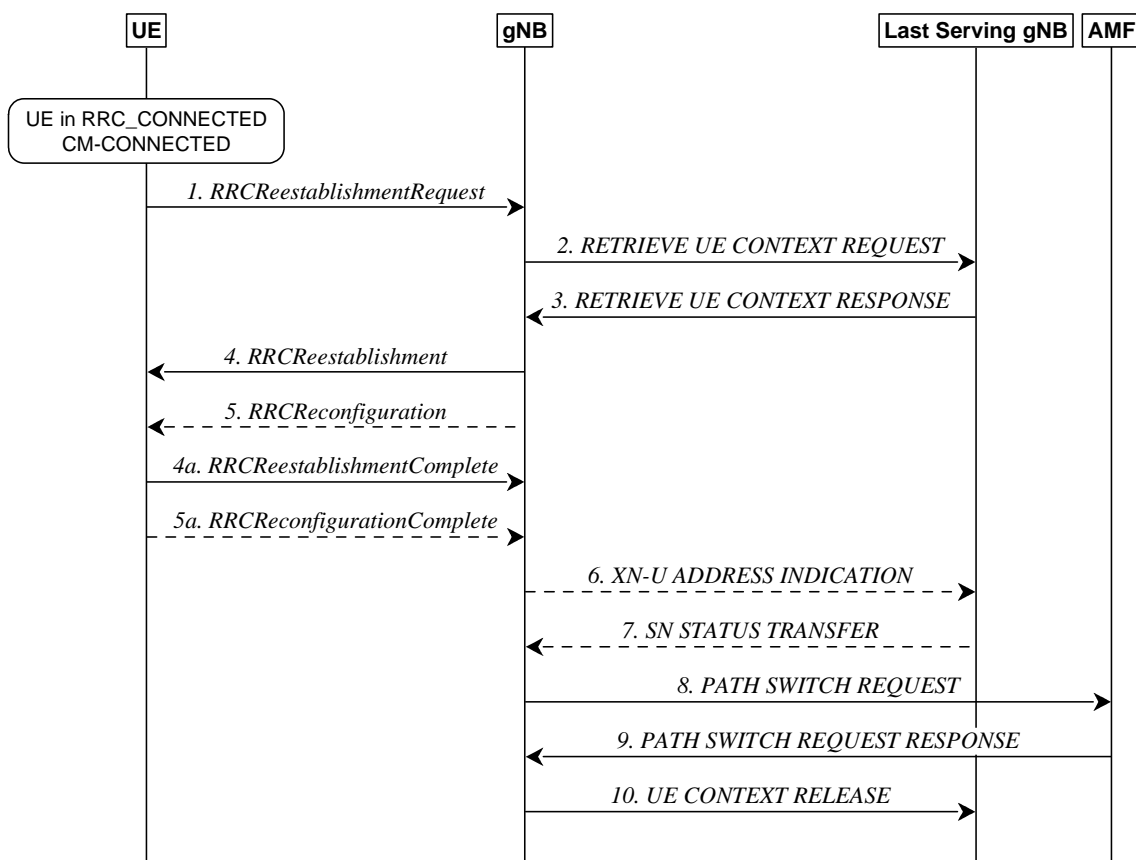 UE
gNB
Last Serving gNB
AMF
UE in RRC_CONNECTED
CM-CONNECTED
1. RRCReestablishmentRequest
2. RETRIEVE UE CONTEXT REQUEST
3. RETRIEVE UE CONTEXT RESPONSE
4. RRCReestablishment
5. RRCReconfiguration
4a. RRCReestablishmentComplete
5a. RRCReconfigurationComplete
6. XN-U ADDRESS INDICATION
7. SN STATUS TRANSFER
8. PATH SWITCH REQUEST
9. PATH SWITCH REQUEST RESPONSE
10. UE CONTEXT RELEASE